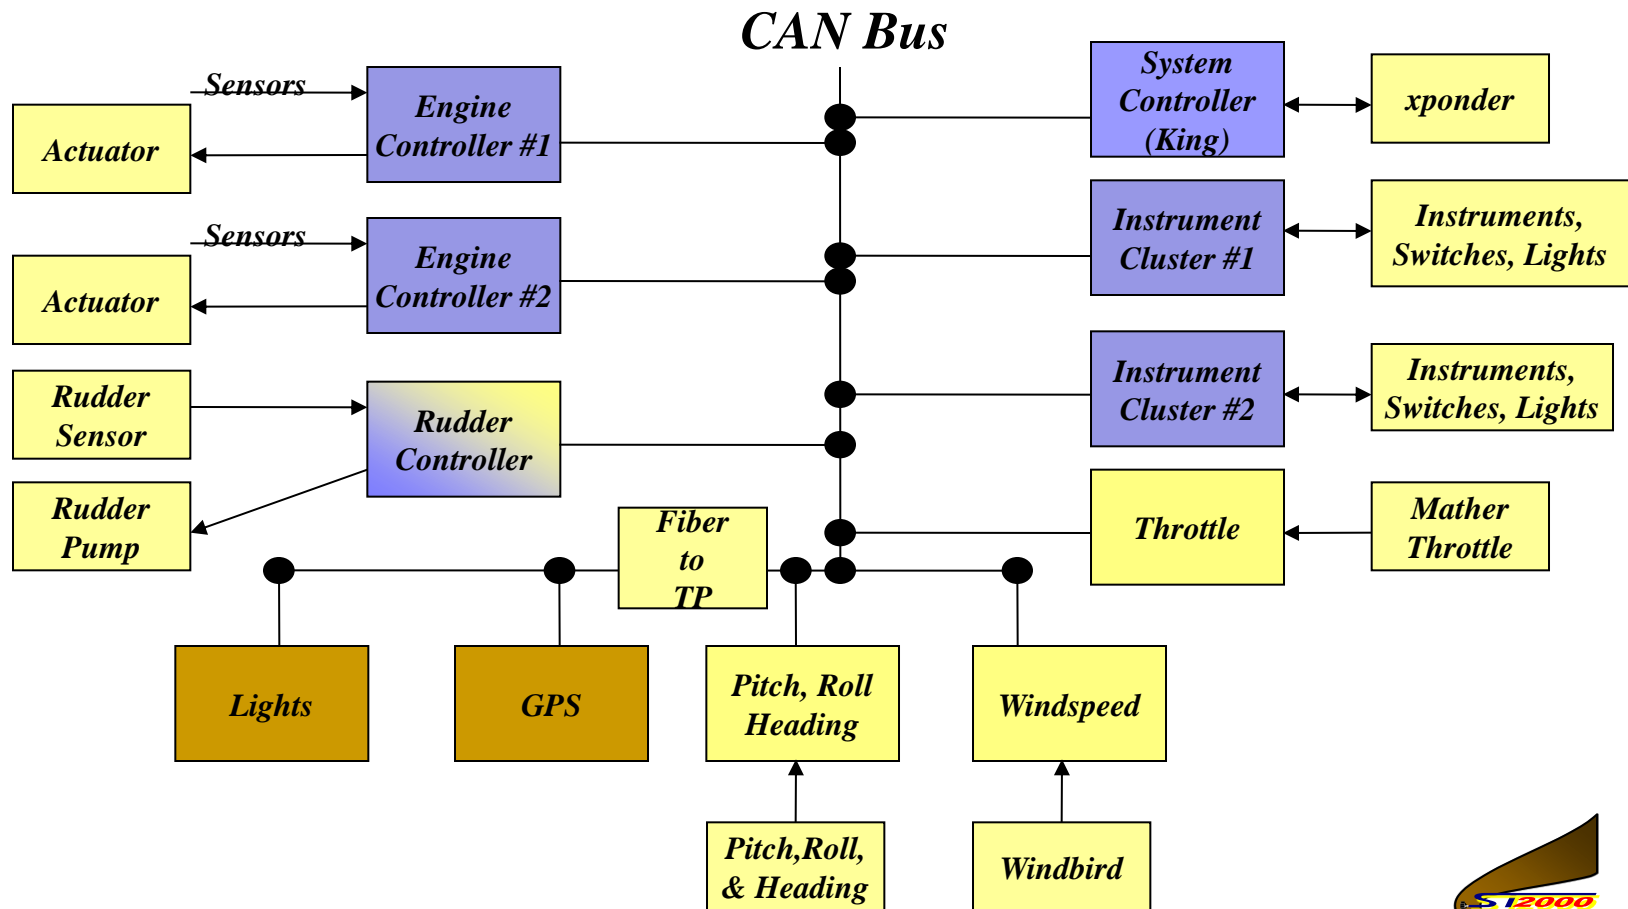 CAN Bus
Sensors
Actuator
Engine
Controller #1
System
Controller
(King)
xponder
Sensors
Actuator
Engine
Controller #2
Instrument
Cluster #1
Instruments,
Switches, Lights
Rudder
Sensor
Rudder
Pump
Rudder
Controller
Instrument
Cluster #2
Instruments,
Switches, Lights
Throttle
Mather
Throttle
Fiber
to
TP
Lights
GPS
Pitch, Roll
Heading
Windspeed
Pitch,Roll,
& Heading
Windbird